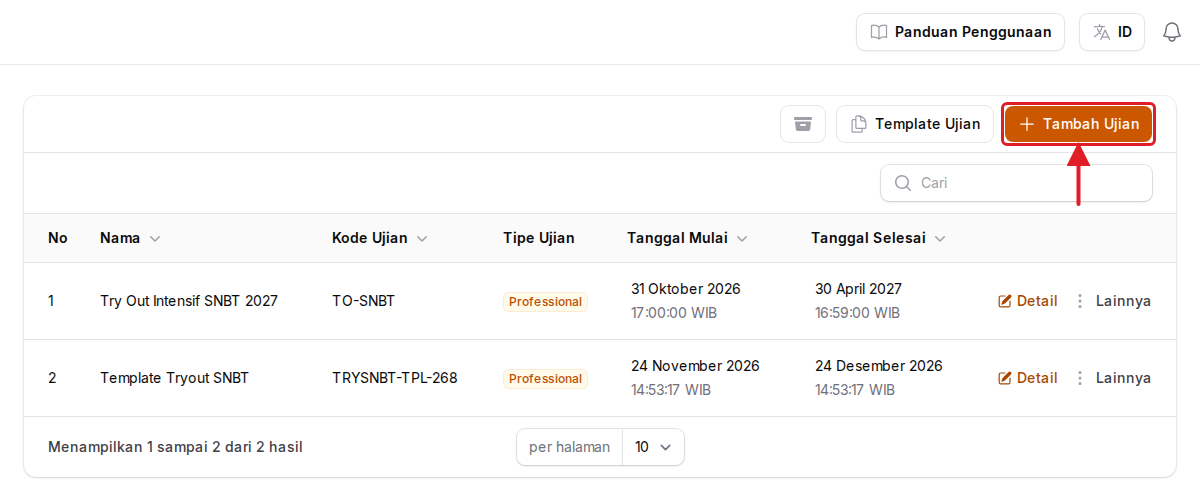 Panduan Penggunaan
ID
Template Ujian
Tambah Ujian
Cari
No Nama Kode Ujian Tipe Ujian Tanggal Mulai Tanggal Selesai
1 Try Out Intensif SNBT 2027 TO-SNBT Professional 31 Oktober 2026 30 April 2027 Detail Lainnya
17:00:00 WIB 16:59:00 WIB
2 Template Tryout SNBT TRYSNBT-TPL-268 Professional 24 November 2026 24 Desember 2026 Detail Lainnya
14:53:17 WIB 14:53:17 WIB
Menampilkan 1 sampai 2 dari 2 hasil per halaman 10